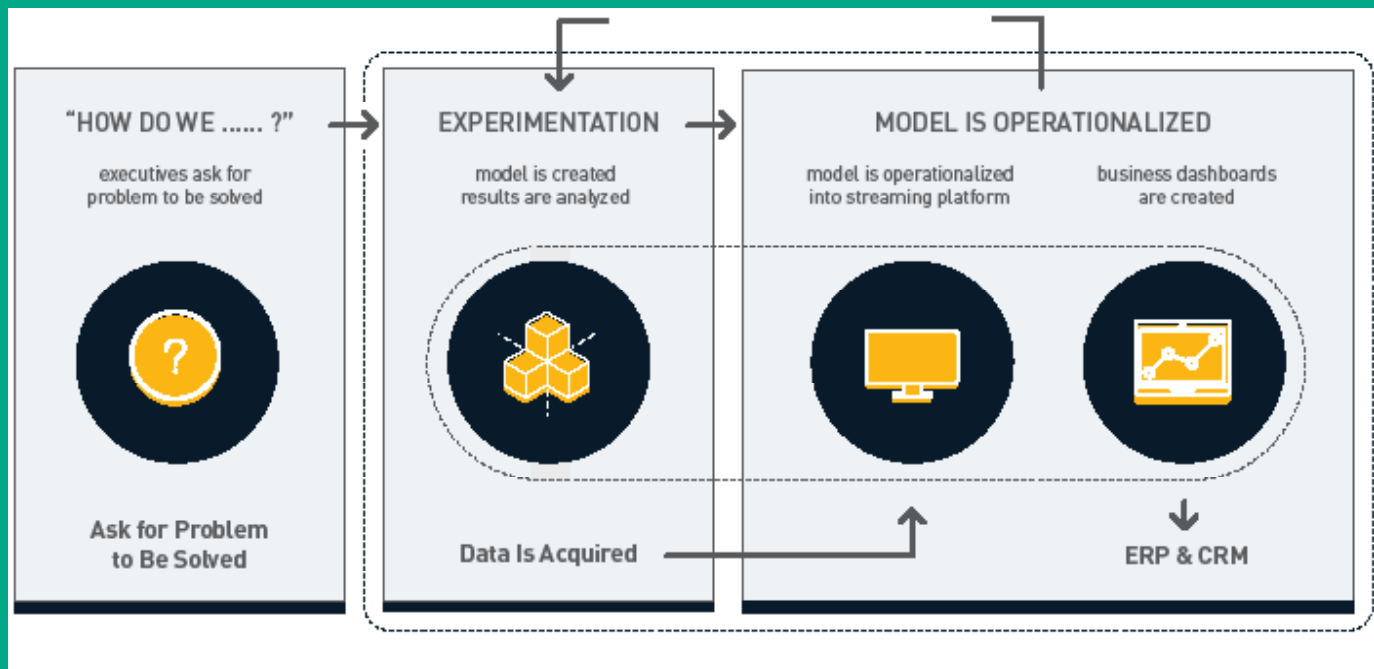 “HOW DO WE ...... ?”
executives ask for
problem to be solved
?
Ask for Problem
to Be Solved
EXPERIMENTATION
model is created
results are analyzed
Data Is Acquired
MODEL IS OPERATIONALIZED
model is operationalized
into streaming platform
business dashboards
are created
ERP & CRM